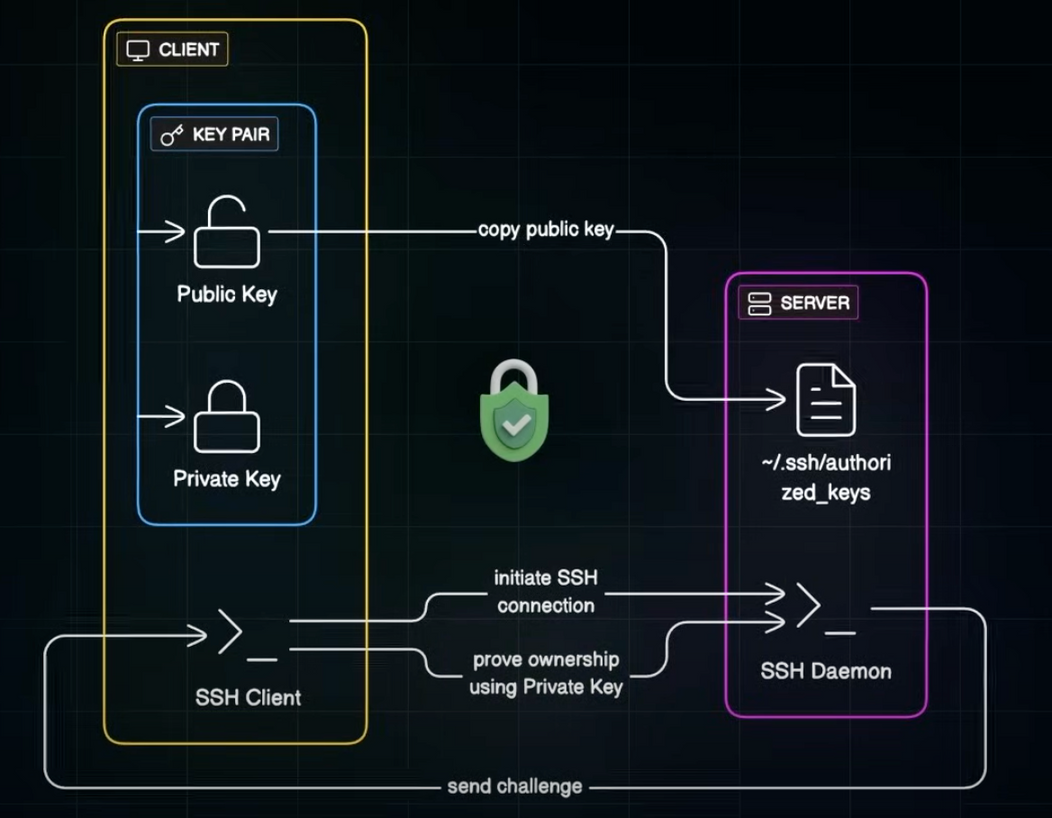 CLIENT
KEY PAIR
Public Key
copy public key
SERVER
Private Key
~/.ssh/authori
zed_keys
initiate SSH
connection
prove ownership
using Private Key
SSH Client
SSH Daemon
send challenge